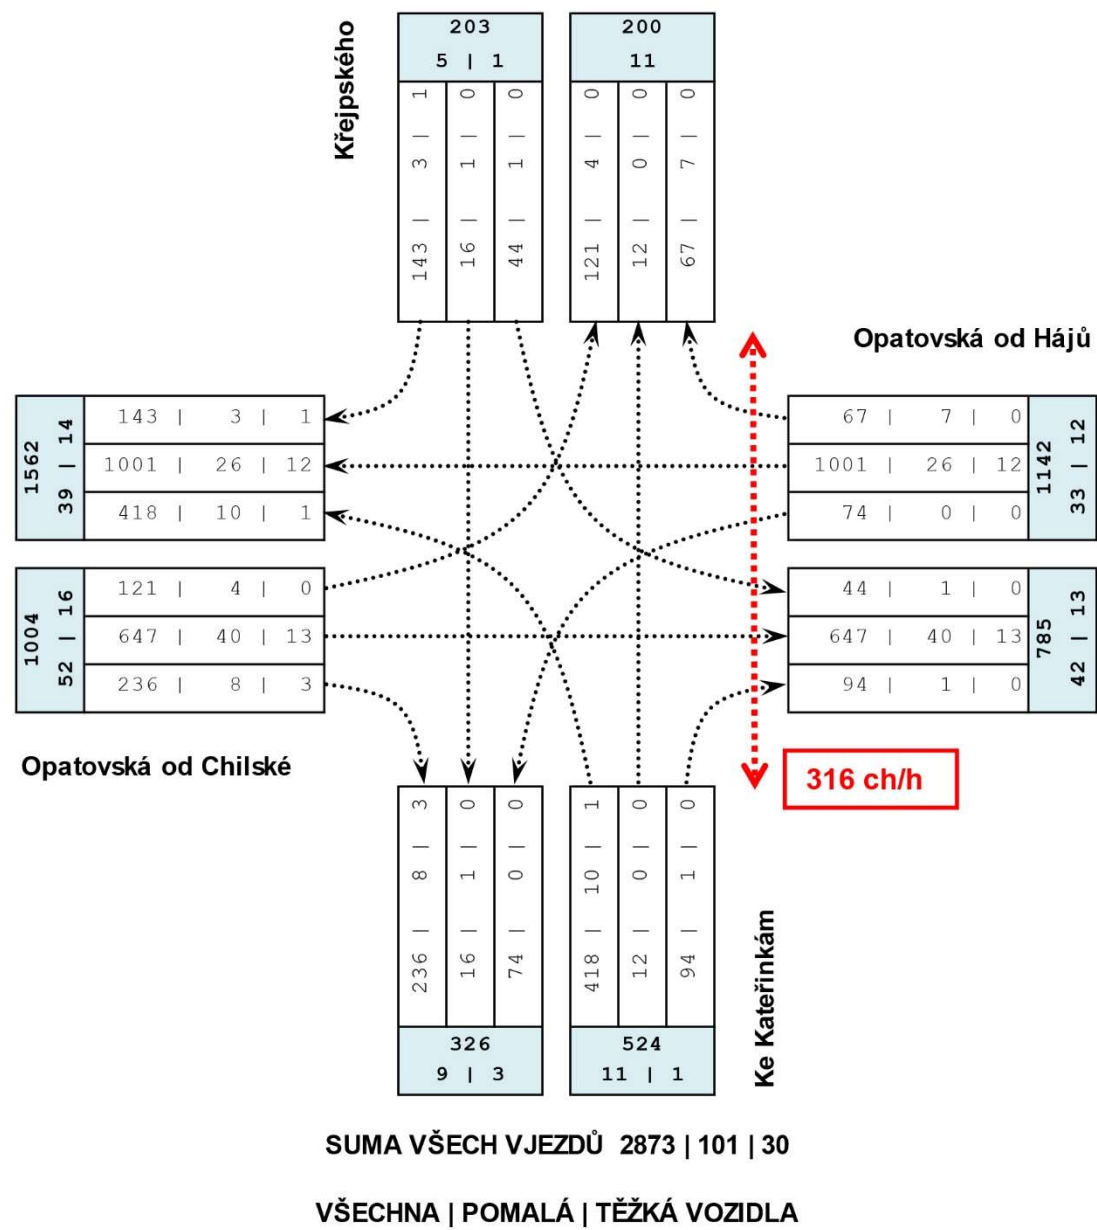 Křejpského
203
5 | 1
143 | 3 | 1
16 | 1 | 0
44 | 1 | 0
200
11
121 | 4 | 0
12 | 0 | 0
67 | 7 | 0
Opatovská od Hájů
1562
39 | 14
143 | 3 | 1
1001 | 26 | 12
418 | 10 | 1
67 | 7 | 0
1001 | 26 | 12
74 | 0 | 0
1142
33 | 12
1004
52 | 16
121 | 4 | 0
647 | 40 | 13
236 | 8 | 3
44 | 1 | 0
647 | 40 | 13
94 | 1 | 0
785
42 | 13
Opatovská od Chilské
316 ch/h
236 | 8 | 3
16 | 1 | 0
74 | 0 | 0
326
9 | 3
418 | 10 | 1
12 | 0 | 0
94 | 1 | 0
524
11 | 1
Ke Kateřinkám
SUMA VŠECH VJEZDŮ 2873 | 101 | 30
VŠECHNA | POMALÁ | TĚŽKÁ VOZIDLA